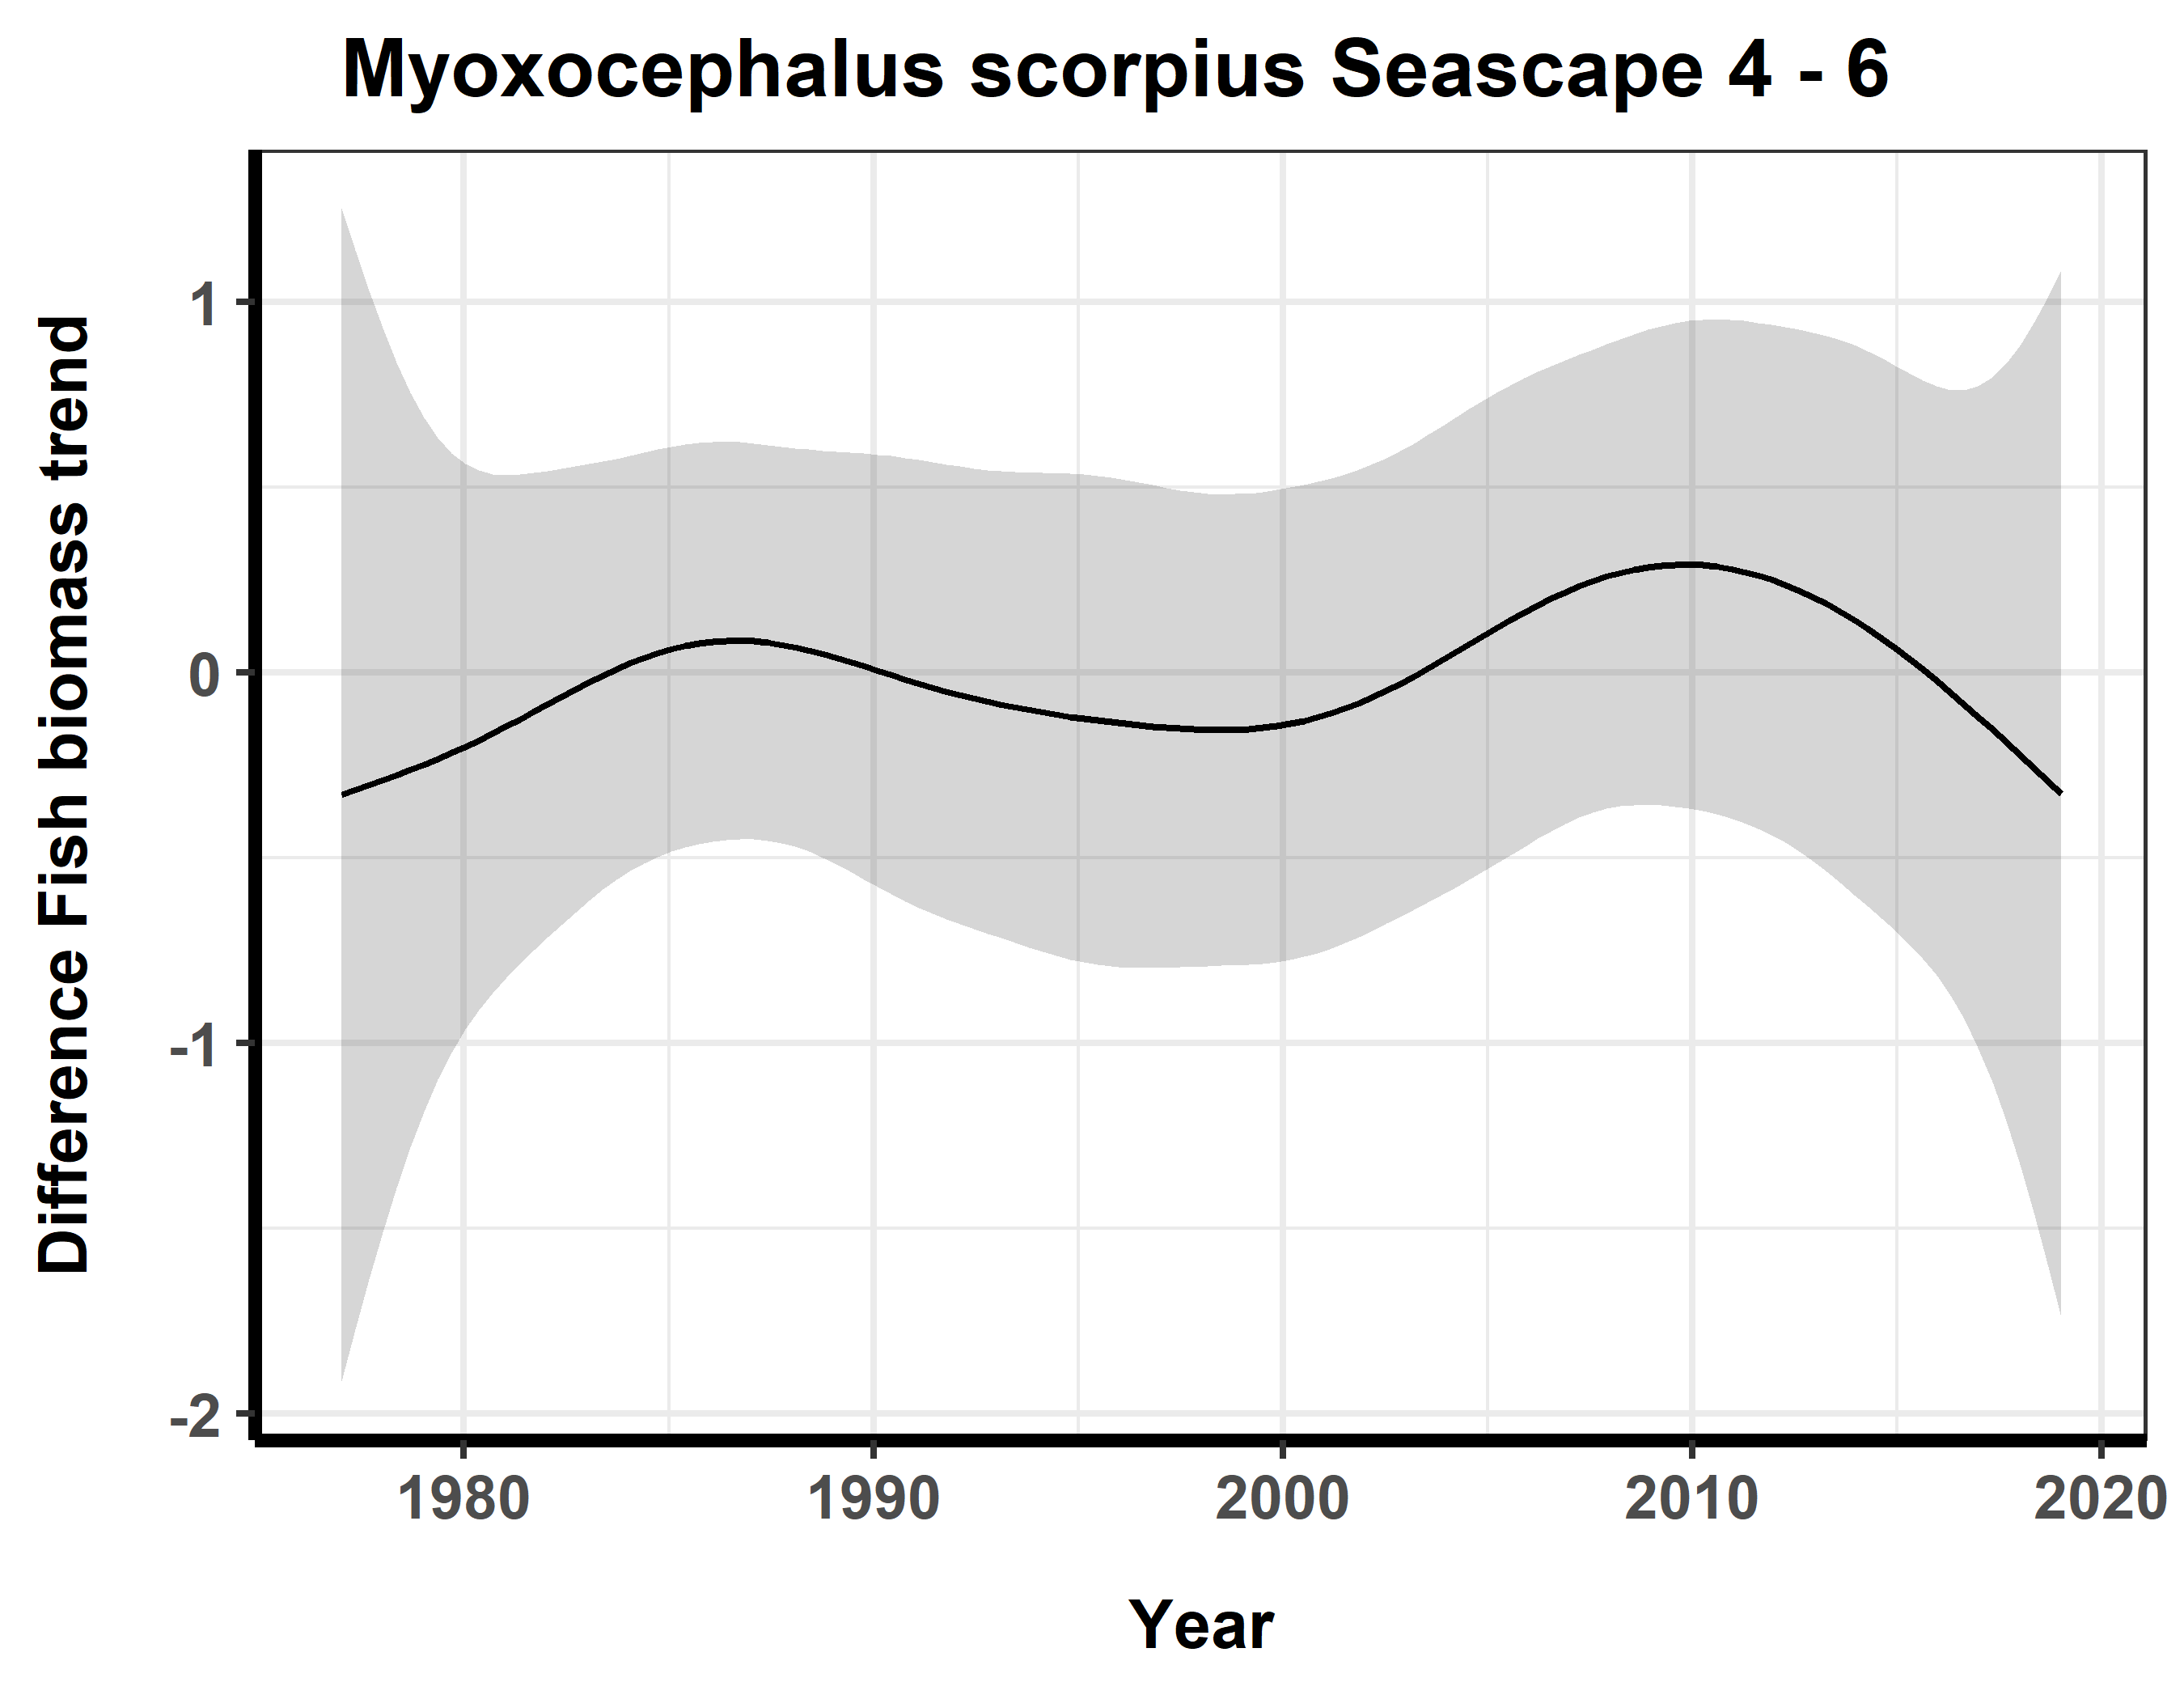 Myoxocephalus scorpius Seascape 4 - 6
Difference Fish biomass trend
1
0
-1
-2
1980 1990 2000 2010 2020
Year